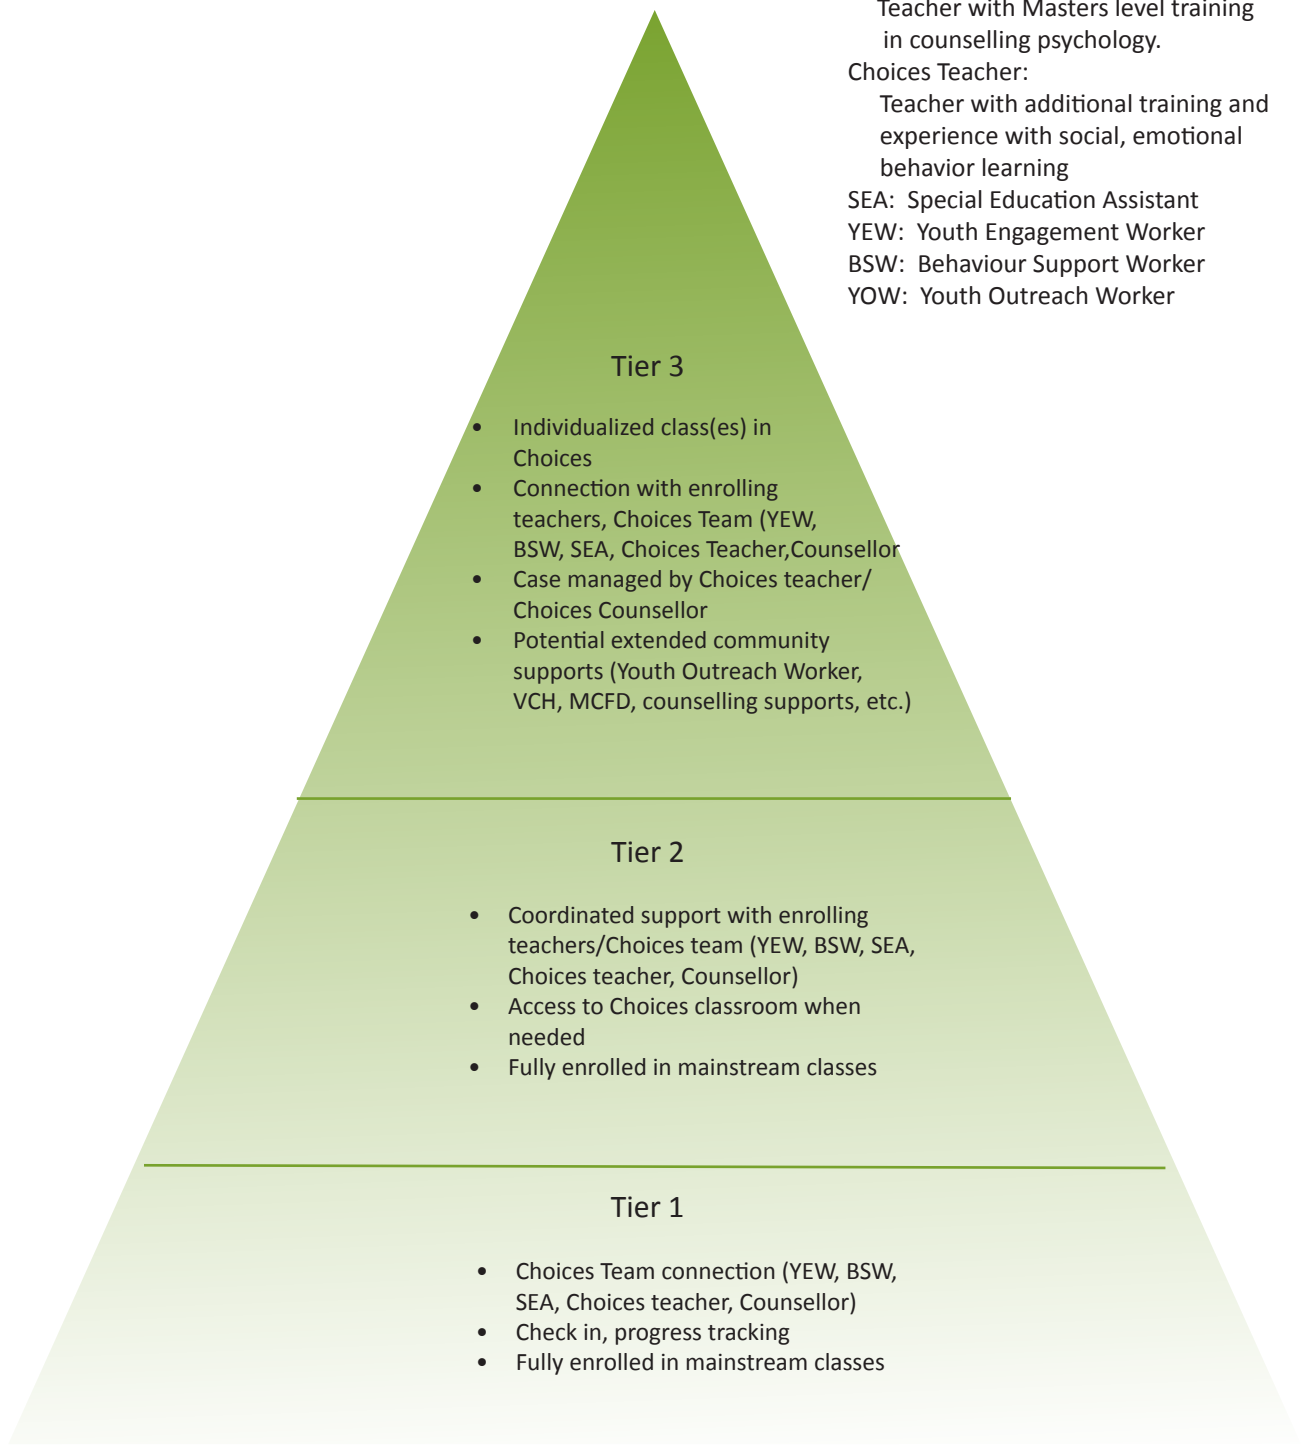 Teacher with Masters level training
in counselling psychology.
Choices Teacher:
Teacher with additional training and
experience with social, emotional
behavior learning
SEA:  Special Education Assistant
YEW:  Youth Engagement Worker
BSW:  Behaviour Support Worker
YOW:  Youth Outreach Worker
Tier 3
• Individualized class(es) in
Choices
• Connection with enrolling
teachers, Choices Team (YEW,
BSW, SEA, Choices Teacher,Counsellor
• Case managed by Choices teacher/
Choices Counsellor
• Potential extended community
supports (Youth Outreach Worker,
VCH, MCFD, counselling supports, etc.)
Tier 2
• Coordinated support with enrolling
teachers/Choices team (YEW, BSW, SEA,
Choices teacher, Counsellor)
• Access to Choices classroom when
needed
• Fully enrolled in mainstream classes
Tier 1
• Choices Team connection (YEW, BSW,
SEA, Choices teacher, Counsellor)
• Check in, progress tracking
• Fully enrolled in mainstream classes